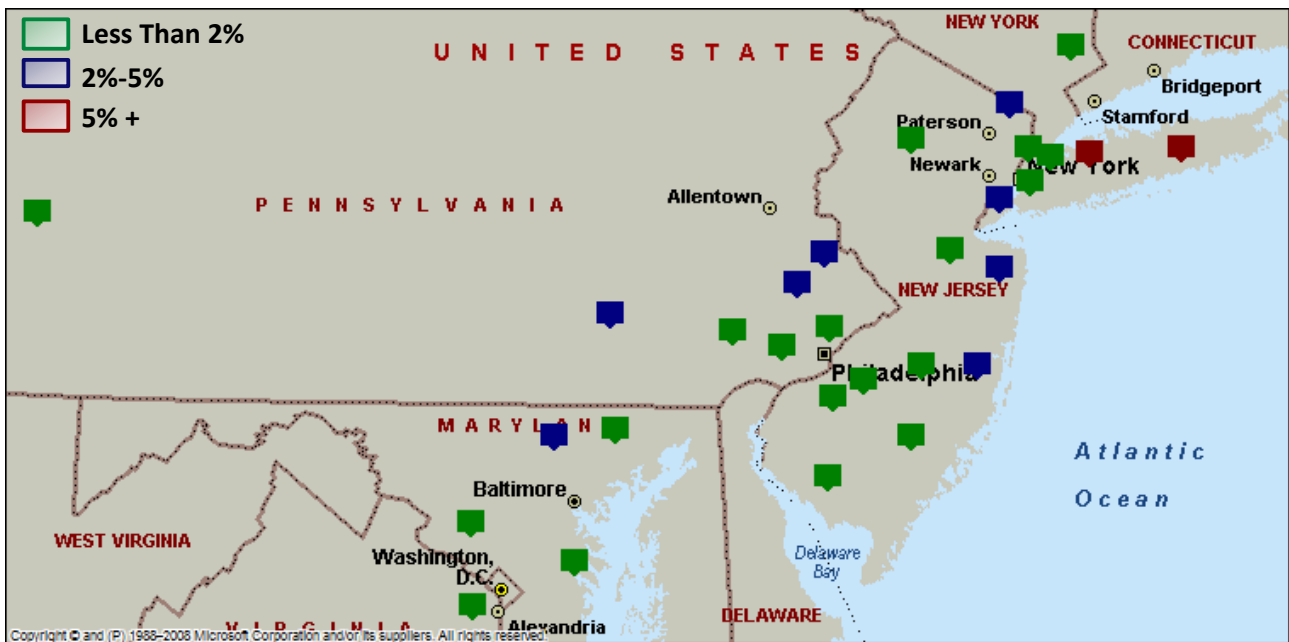 Less Than 2%
2%-5%
5% +
UNITED STATES
NEW YORK
CONNECTICUT
Bridgeport
Stamford
Paterson
Newark
New York
Allentown
PENNSYLVANIA
NEW JERSEY
Philadelphia
MARYLAN
Baltimore
Atlantic
Ocean
WEST VIRGINIA
Washington,
D.C.
Delaware
Bay
Alexandria
VIRGINIA
DELAWARE
Copyright © and (P) 1988–2008 Microsoft Corporation and/or its suppliers. All rights reserved.